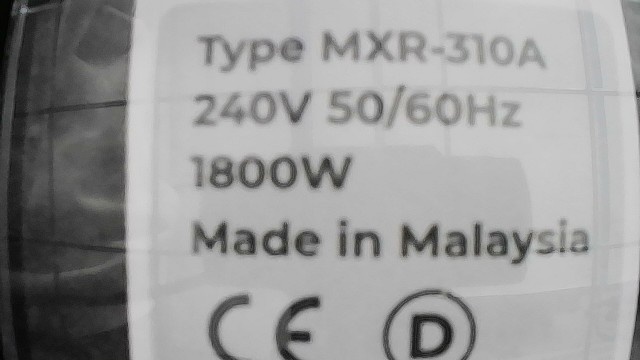 Type MXR-310A
240V 50/60Hz
1800W
Made in Malaysia
CE D